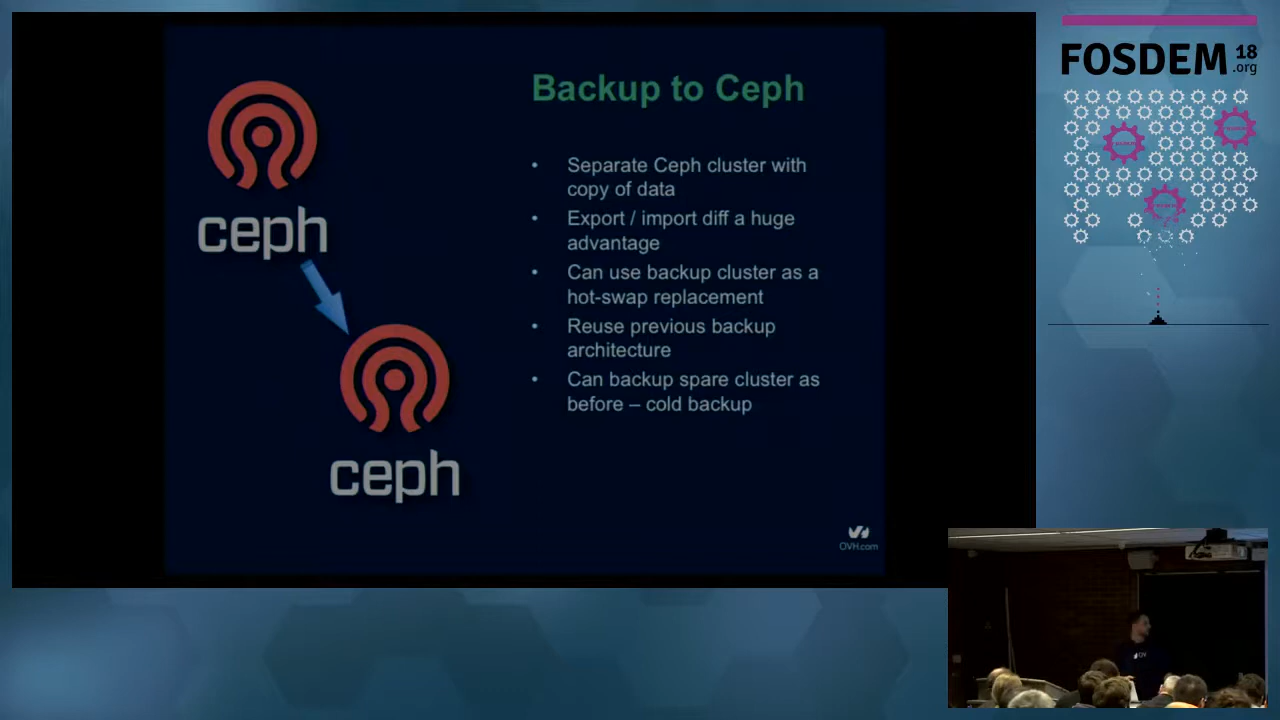 Backup to Ceph
• Separate Ceph cluster with
copy of data
• Export / import diff a huge
advantage
• Can use backup cluster as a
hot-swap replacement
• Reuse previous backup
architecture
• Can backup spare cluster as
before – cold backup
ceph
ceph
OVH.com
FOSDEM 18
.org